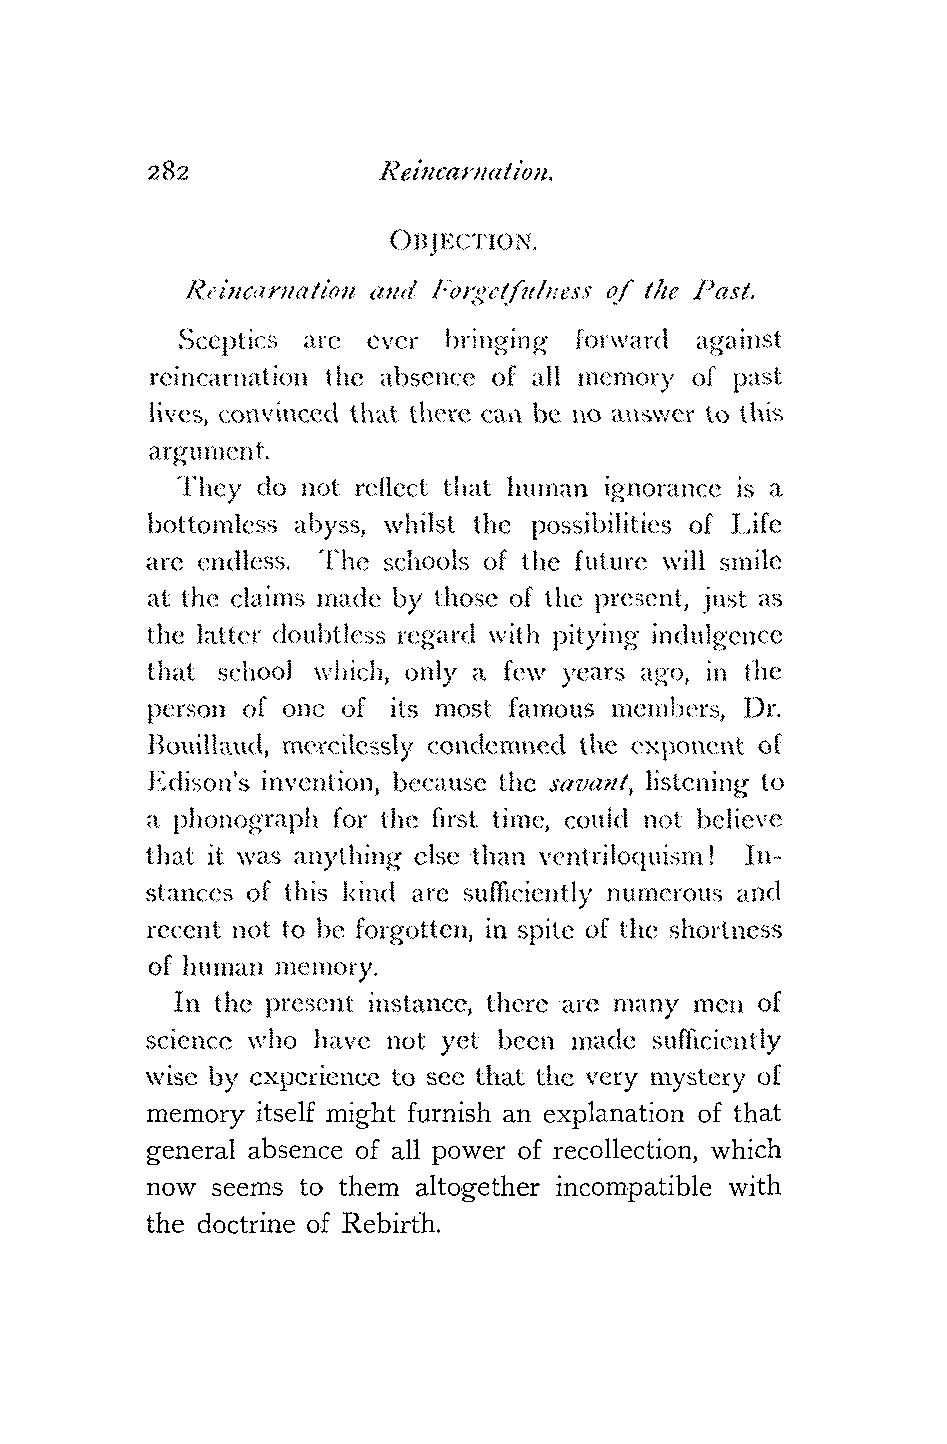 282 Reincarnation.
OBJECTION.
Reincarnation and Forgetfulness of the Past.
Sceptics are ever bringing forward against
reincarnation the absence of all memory of past
lives, convinced that there can be no answer to this
argument.
They do not reflect that human ignorance is a
bottomless abyss, whilst the possibilities of Life
are endless. The schools of the future will smile
at the claims made by those of the present, just as
the latter doubtless regard with pitying indulgence
that school which, only a few years ago, in the
person of one of its most famous members, Dr.
Bouillaud, mercilessly condemned the exponent of
Edison's invention, because the savant, listening to
a phonograph for the first time, could not believe
that it was anything else than ventriloquism! In-
stances of this kind are sufficiently numerous and
recent not to be forgotten, in spite of the shortness
of human memory.
In the present instance, there are many men of
science who have not yet been made sufficiently
wise by experience to see that the very mystery of
memory itself might furnish an explanation of that
general absence of all power of recollection, which
now seems to them altogether incompatible with
the doctrine of Rebirth.